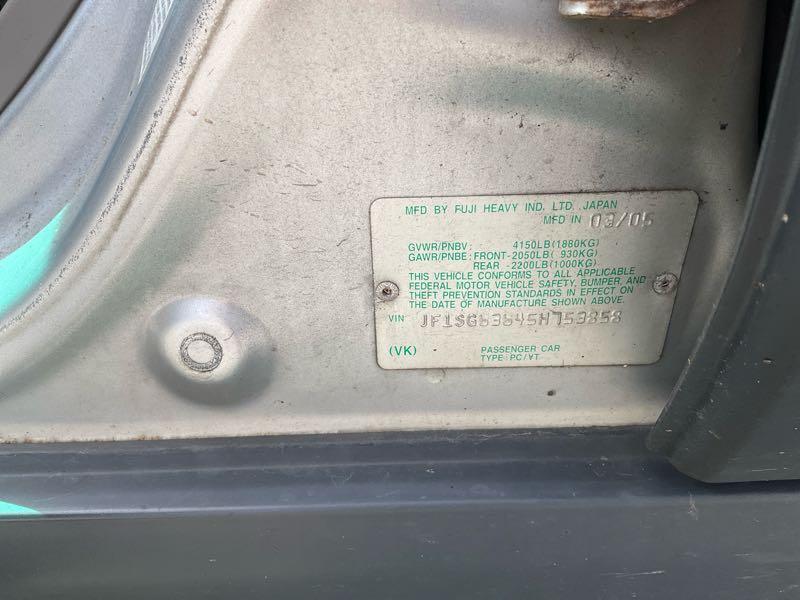 MFD BY FUJI HEAVY IND. LTD. JAPAN
MFD IN 03/05
GVWR/PNBV: 4150LB(1880KG)
GAWR/PNBE: FRONT-2050LB( 930KG)
REAR -2200LB(1000KG)
THIS VEHICLE CONFORMS TO ALL APPLICABLE
FEDERAL MOTOR VEHICLE SAFETY, BUMPER, AND
THEFT PREVENTION STANDARDS IN EFFECT ON
THE DATE OF MANUFACTURE SHOWN ABOVE.
VIN JF1SG63645H753858
(VK) PASSENGER CAR
TYPE: PC/VT